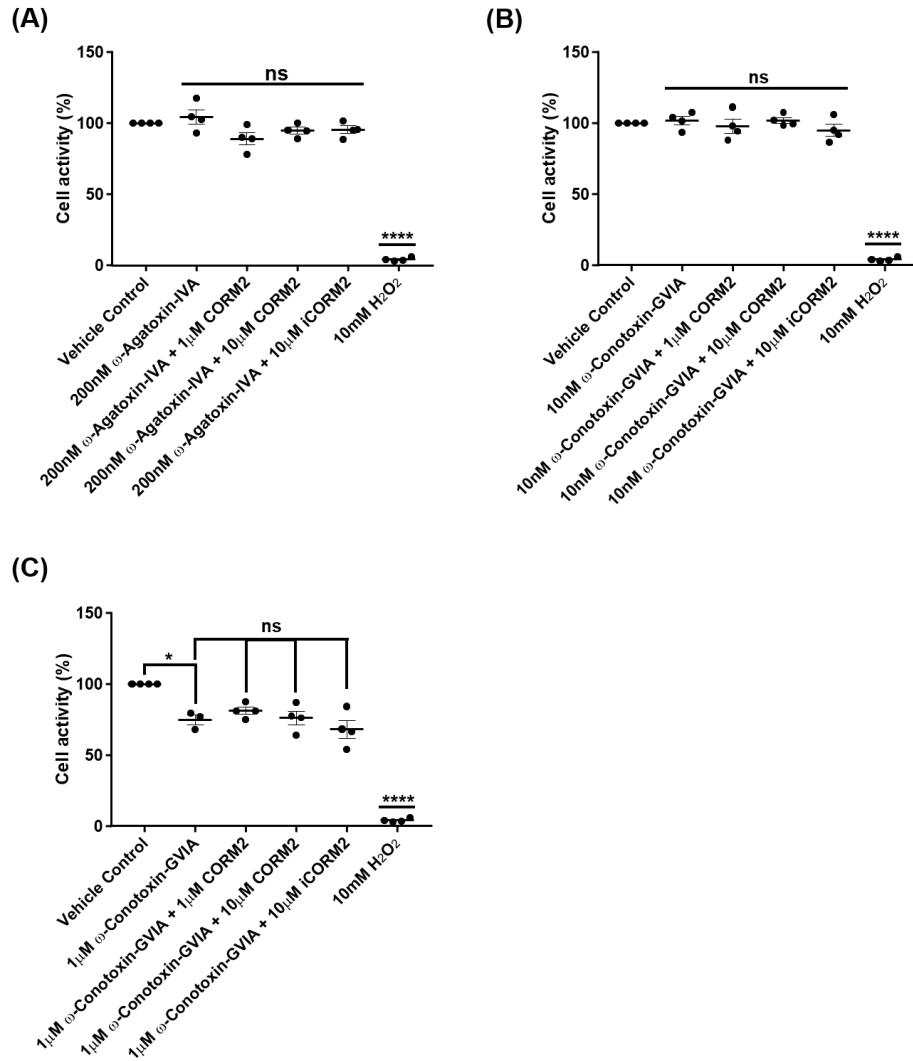 (A)
150
100
50
0
Cell activity (%)
ns
****
Vehicle Control
200nM ω-Agatoxin-IVA
200nM ω-Agatoxin-IVA + 1μM CORM2
200nM ω-Agatoxin-IVA + 10μM CORM2
200nM ω-Agatoxin-IVA + 10μM iCORM2
10mM H₂O₂
(B)
150
100
50
0
Cell activity (%)
ns
****
Vehicle Control
10nM ω-Conotoxin-GVIA
10nM ω-Conotoxin-GVIA + 1μM CORM2
10nM ω-Conotoxin-GVIA + 10μM CORM2
10nM ω-Conotoxin-GVIA + 10μM iCORM2
10mM H₂O₂
(C)
150
100
50
0
Cell activity (%)
*
ns
****
Vehicle Control
1μM ω-Conotoxin-GVIA
1μM ω-Conotoxin-GVIA + 1μM CORM2
1μM ω-Conotoxin-GVIA + 10μM CORM2
1μM ω-Conotoxin-GVIA + 10μM iCORM2
10mM H₂O₂